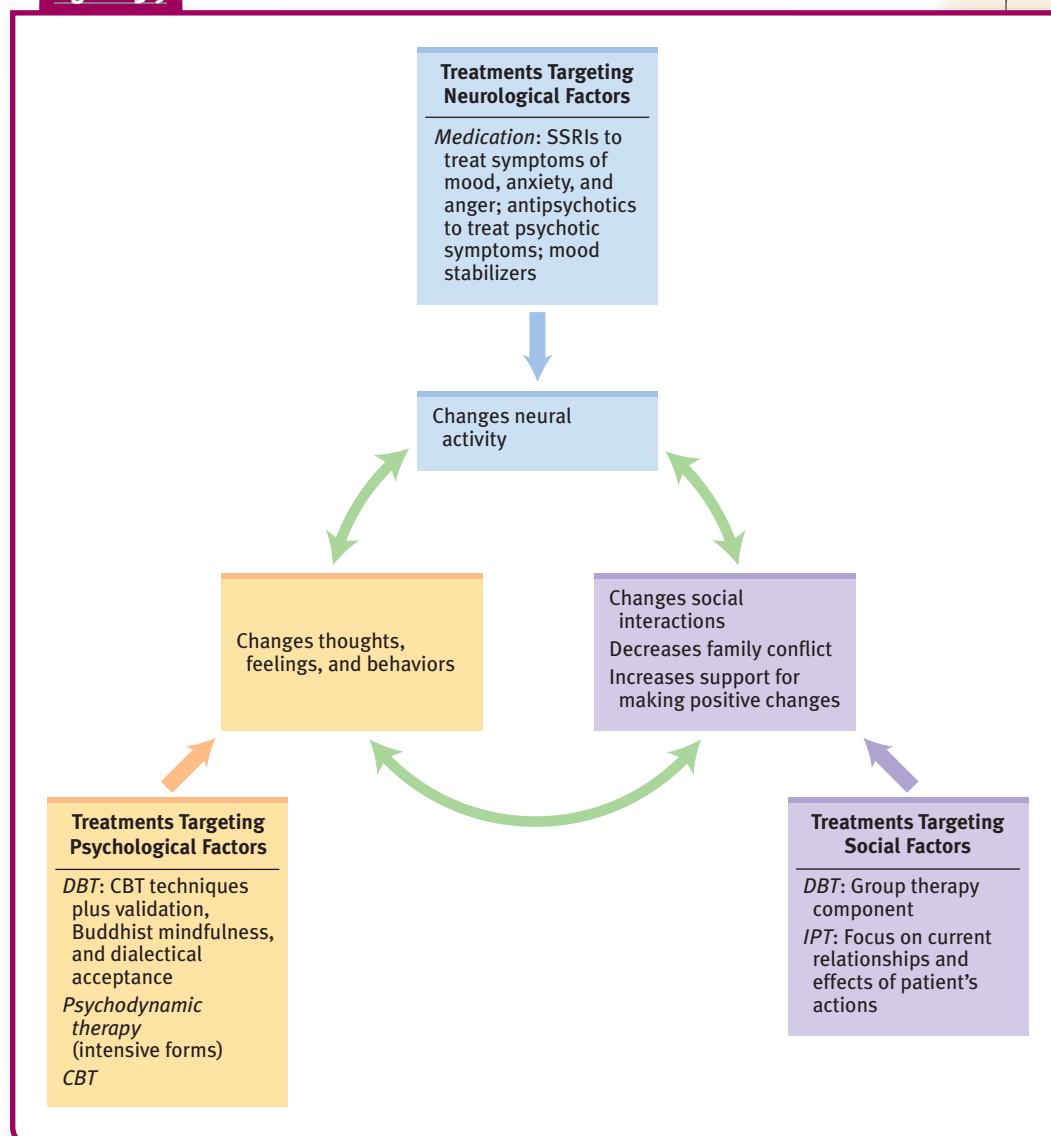 Treatments Targeting
Neurological Factors
Medication: SSRIs to
treat symptoms of
mood, anxiety, and
anger; antipsychotics
to treat psychotic
symptoms; mood
stabilizers
Changes neural
activity
Changes thoughts,
feelings, and behaviors
Changes social
interactions
Decreases family conflict
Increases support for
making positive changes
Treatments Targeting
Psychological Factors
DBT: CBT techniques
plus validation,
Buddhist mindfulness,
and dialectical
acceptance
Psychodynamic
therapy
(intensive forms)
CBT
Treatments Targeting
Social Factors
DBT: Group therapy
component
IPT: Focus on current
relationships and
effects of patient’s
actions